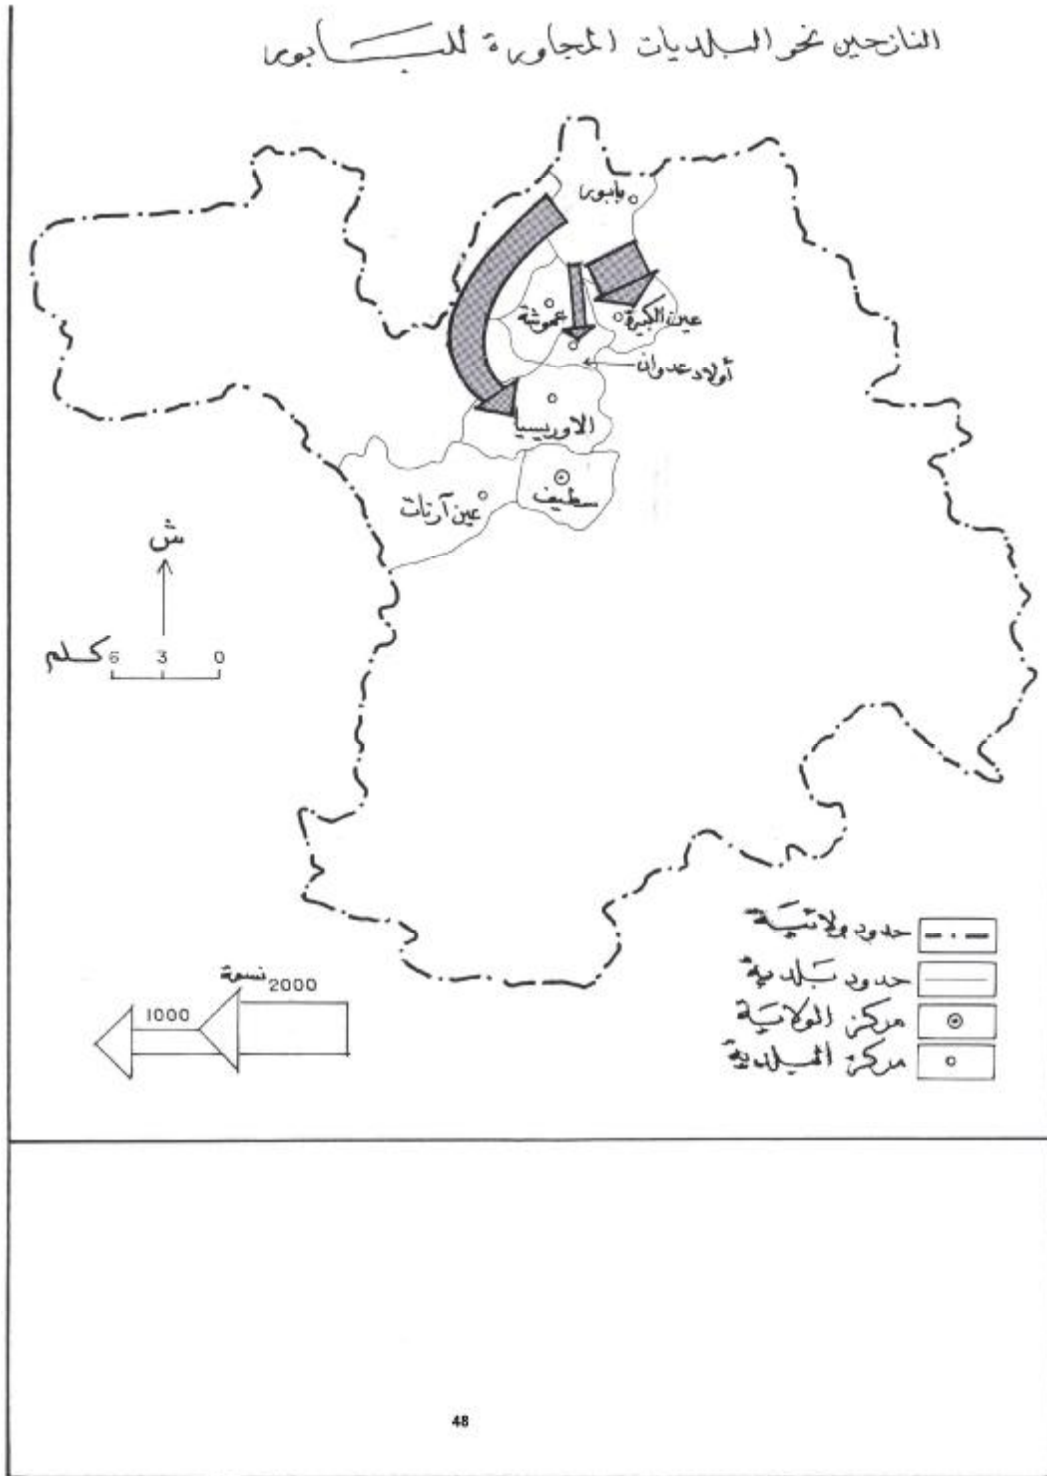 النازحين نحو البلديات المجاورة للبابور
بابور
عموشة
عين الكبيرة
أولاد عدوان
الاوريسيا
سطيف
عين آرنات
ش
كلم 6 3 0
حدود ولائية
حدود بلدية
مركز الولاية
مركز البلدية
نسمة 2000
1000
48